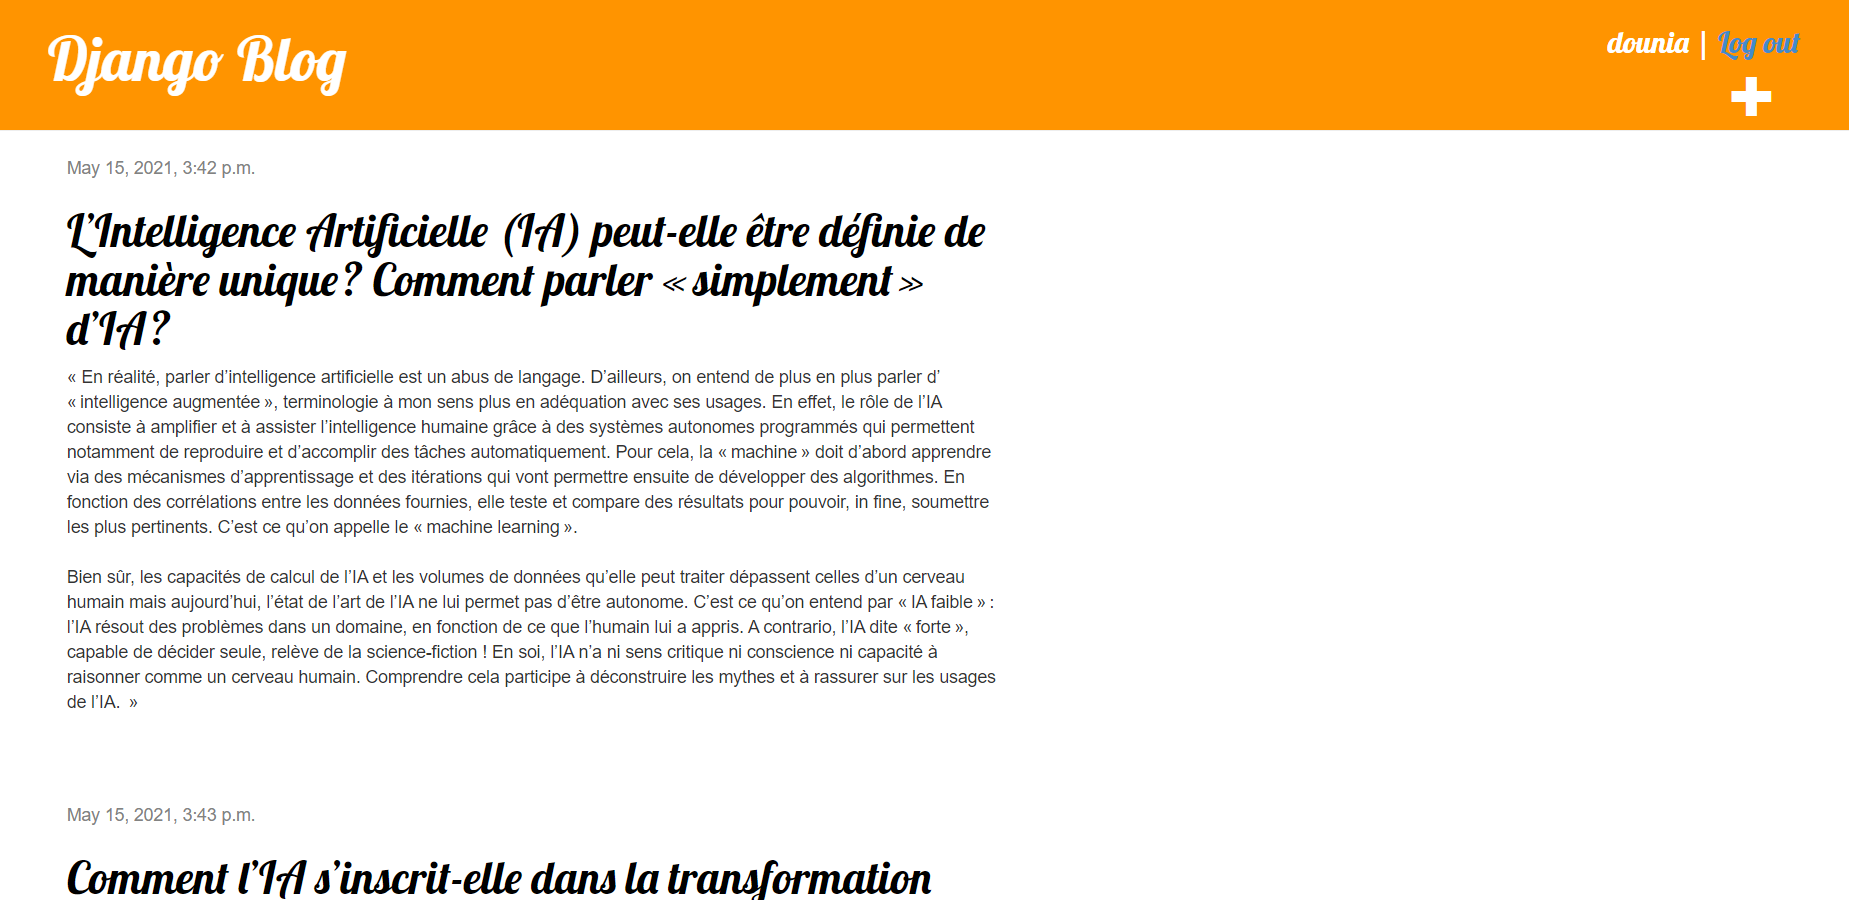 Django Blog
dounia | Log out
May 15, 2021, 3:42 p.m.
L’Intelligence Artificielle (IA) peut-elle être définie de
manière unique? Comment parler « simplement »
d’IA?
« En réalité, parler d’intelligence artificielle est un abus de langage. D’ailleurs, on entend de plus en plus parler d’
« intelligence augmentée », terminologie à mon sens plus en adéquation avec ses usages. En effet, le rôle de l’IA
consiste à amplifier et à assister l’intelligence humaine grâce à des systèmes autonomes programmés qui permettent
notamment de reproduire et d’accomplir des tâches automatiquement. Pour cela, la « machine » doit d’abord apprendre
via des mécanismes d’apprentissage et des itérations qui vont permettre ensuite de développer des algorithmes. En
fonction des corrélations entre les données fournies, elle teste et compare des résultats pour pouvoir, in fine, soumettre
les plus pertinents. C’est ce qu’on appelle le « machine learning ».
Bien sûr, les capacités de calcul de l’IA et les volumes de données qu’elle peut traiter dépassent celles d’un cerveau
humain mais aujourd’hui, l’état de l’art de l’IA ne lui permet pas d’être autonome. C’est ce qu’on entend par « IA faible » :
l’IA résout des problèmes dans un domaine, en fonction de ce que l’humain lui a appris. A contrario, l’IA dite « forte »,
capable de décider seule, relève de la science-fiction ! En soi, l’IA n’a ni sens critique ni conscience ni capacité à
raisonner comme un cerveau humain. Comprendre cela participe à déconstruire les mythes et à rassurer sur les usages
de l’IA.  »
May 15, 2021, 3:43 p.m.
Comment l’IA s’inscrit-elle dans la transformation